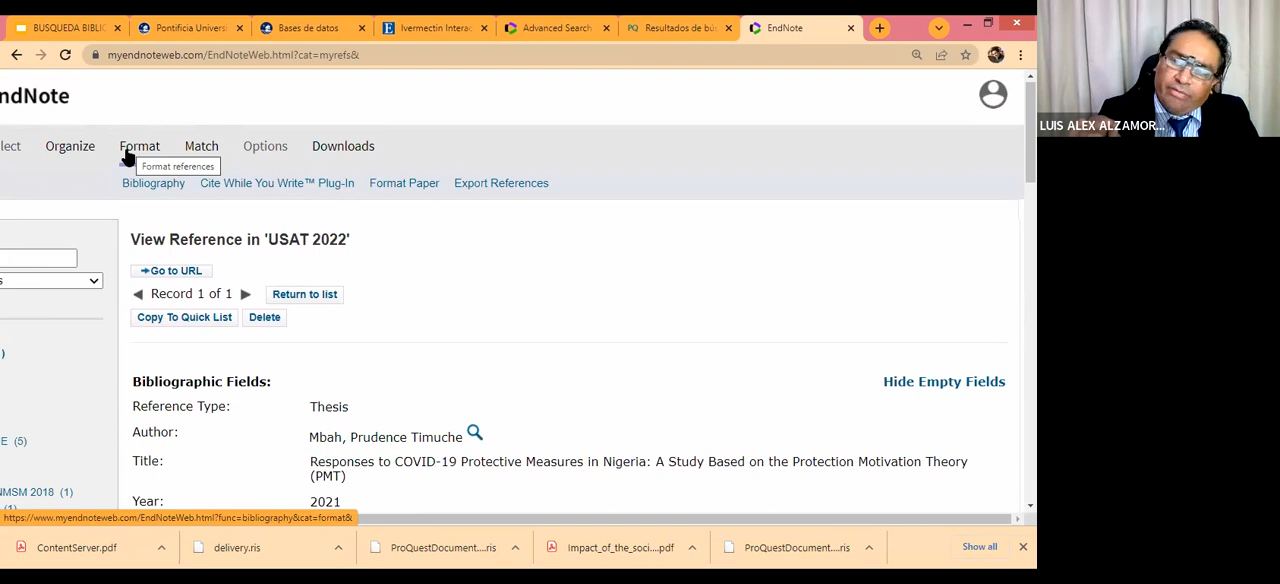 BUSQUEDA BIBLIC
Pontificia Universi
Bases de datos
Ivermectin Interac
Advanced Search
PQ Resultados de bús
EndNote
myendnoteweb.com/EndNoteWeb.html?cat=myrefs&
EndNote
lect
Organize
Format
Match
Options
Downloads
Format references
Bibliography
Cite While You Write™ Plug-In
Format Paper
Export References
View Reference in 'USAT 2022'
Go to URL
Record 1 of 1
Return to list
Copy To Quick List
Delete
s
)
E (5)
NMSM 2018 (1)
(1)
Bibliographic Fields:
Hide Empty Fields
Reference Type: Thesis
Author: Mbah, Prudence Timuche
Title: Responses to COVID-19 Protective Measures in Nigeria: A Study Based on the Protection Motivation Theory
(PMT)
Year: 2021
https://www.myendnoteweb.com/EndNoteWeb.html?func=bibliography&cat=format&
ContentServer.pdf
delivery.ris
ProQuestDocument....ris
Impact_of_the_soci....pdf
ProQuestDocument....ris
Show all
LUIS ALEX ALZAMOR...